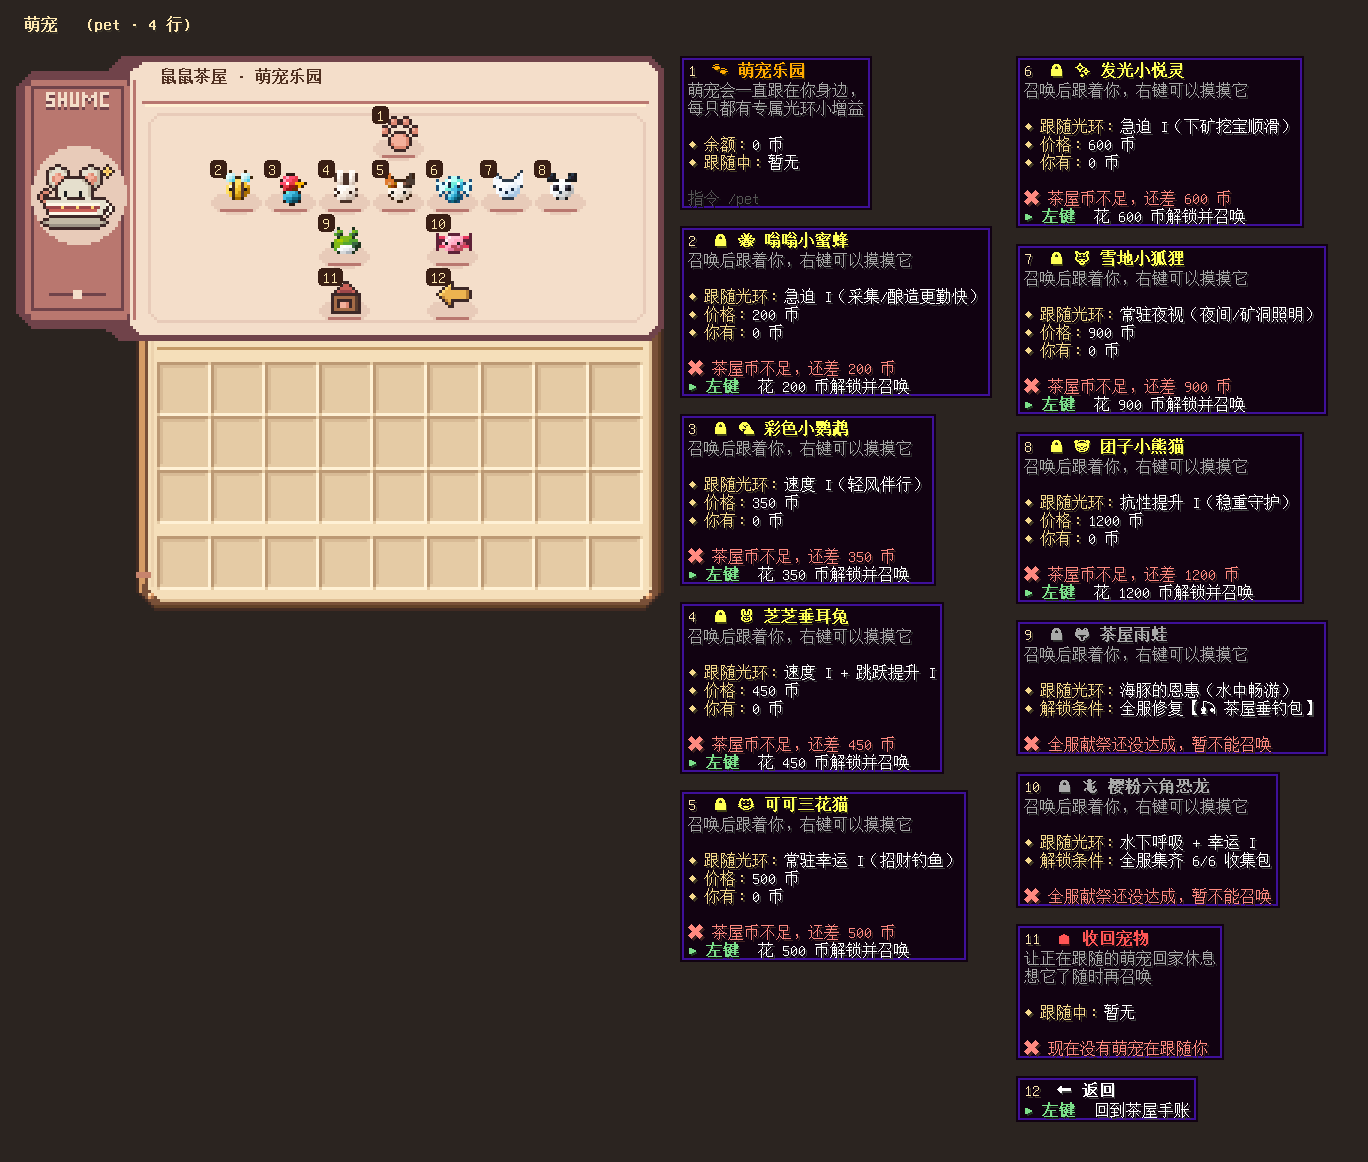 萌宠 (pet · 4 行)
SHUMC
鼠鼠茶屋 · 萌宠乐园
1
2
3
4
5
6
7
8
9
10
11
12
1 萌宠乐园
萌宠会一直跟在你身边，
每只都有专属光环小增益
余额：0 币
跟随中：暂无
指令 /pet
2 嗡嗡小蜜蜂
召唤后跟着你，右键可以摸摸它
跟随光环：急迫 I（采集/酿造更勤快）
价格：200 币
你有：0 币
✖ 茶屋币不足，还差 200 币
▶ 左键 花 200 币解锁并召唤
3 彩色小鹦鹉
召唤后跟着你，右键可以摸摸它
跟随光环：速度 I（轻风伴行）
价格：350 币
你有：0 币
✖ 茶屋币不足，还差 350 币
▶ 左键 花 350 币解锁并召唤
4 芝芝垂耳兔
召唤后跟着你，右键可以摸摸它
跟随光环：速度 I + 跳跃提升 I
价格：450 币
你有：0 币
✖ 茶屋币不足，还差 450 币
▶ 左键 花 450 币解锁并召唤
5 可可三花猫
召唤后跟着你，右键可以摸摸它
跟随光环：常驻幸运 I（招财钓鱼）
价格：500 币
你有：0 币
✖ 茶屋币不足，还差 500 币
▶ 左键 花 500 币解锁并召唤
6 发光小悦灵
召唤后跟着你，右键可以摸摸它
跟随光环：急迫 I（下矿挖宝顺滑）
价格：600 币
你有：0 币
✖ 茶屋币不足，还差 600 币
▶ 左键 花 600 币解锁并召唤
7 雪地小狐狸
召唤后跟着你，右键可以摸摸它
跟随光环：常驻夜视（夜间/矿洞照明）
价格：900 币
你有：0 币
✖ 茶屋币不足，还差 900 币
▶ 左键 花 900 币解锁并召唤
8 团子小熊猫
召唤后跟着你，右键可以摸摸它
跟随光环：抗性提升 I（稳重守护）
价格：1200 币
你有：0 币
✖ 茶屋币不足，还差 1200 币
▶ 左键 花 1200 币解锁并召唤
9 茶屋雨蛙
召唤后跟着你，右键可以摸摸它
跟随光环：海豚的恩惠（水中畅游）
解锁条件：全服修复【🎣 茶屋垂钓包】
✖ 全服献祭还没达成，暂不能召唤
10 樱粉六角恐龙
召唤后跟着你，右键可以摸摸它
跟随光环：水下呼吸 + 幸运 I
解锁条件：全服集齐 6/6 收集包
✖ 全服献祭还没达成，暂不能召唤
11 收回宠物
让正在跟随的萌宠回家休息
想它了随时再召唤
跟随中：暂无
✖ 现在没有萌宠在跟随你
12 ⬅ 返回
▶ 左键 回到茶屋手账